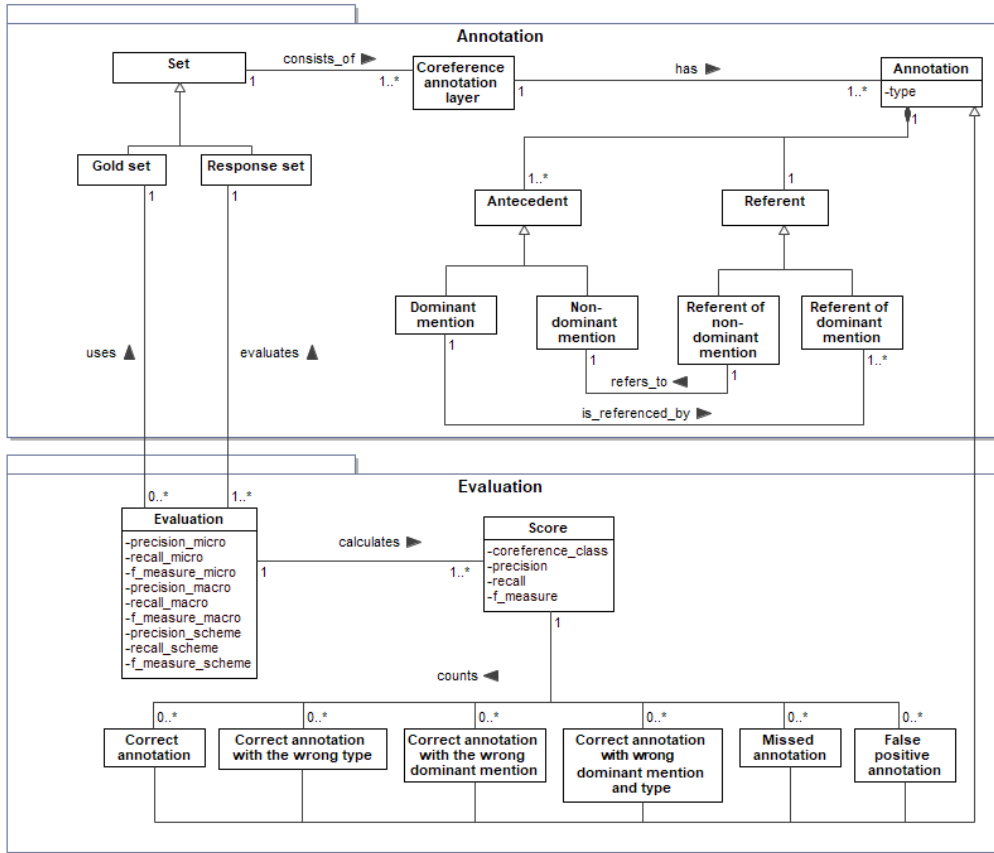 Annotation
Set
consists_of
1
1..*
Coreference
annotation
layer
has
1
1..*
Annotation
-type
1
Gold set
Response set
1
1
1..*
1
Antecedent
Referent
Dominant
mention
Non-
dominant
mention
Referent of
non-
dominant
mention
Referent of
dominant
mention
1
1
1
1..*
uses
evaluates
refers_to
is_referenced_by
Evaluation
0..*
1..*
Evaluation
-precision_micro
-recall_micro
-f_measure_micro
-precision_macro
-recall_macro
-f_measure_macro
-precision_scheme
-recall_scheme
-f_measure_scheme
calculates
1
1..*
Score
-coreference_class
-precision
-recall
-f_measure
1
counts
0..*
0..*
0..*
0..*
0..*
0..*
Correct
annotation
Correct annotation
with the wrong type
Correct annotation
with the wrong
dominant mention
Correct annotation
with wrong
dominant mention
and type
Missed
annotation
False
positive
annotation